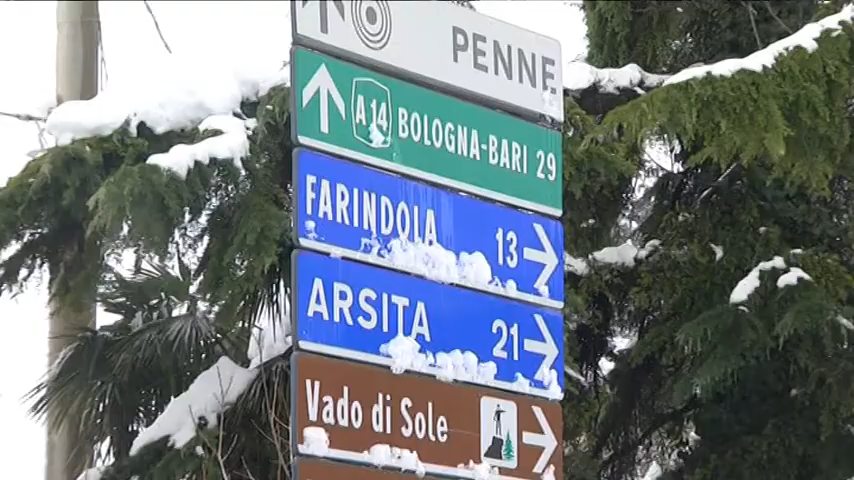 PENNE
A14 BOLOGNA-BARI 29
FARINDOLA 13
ARSITA 21
Vado di Sole